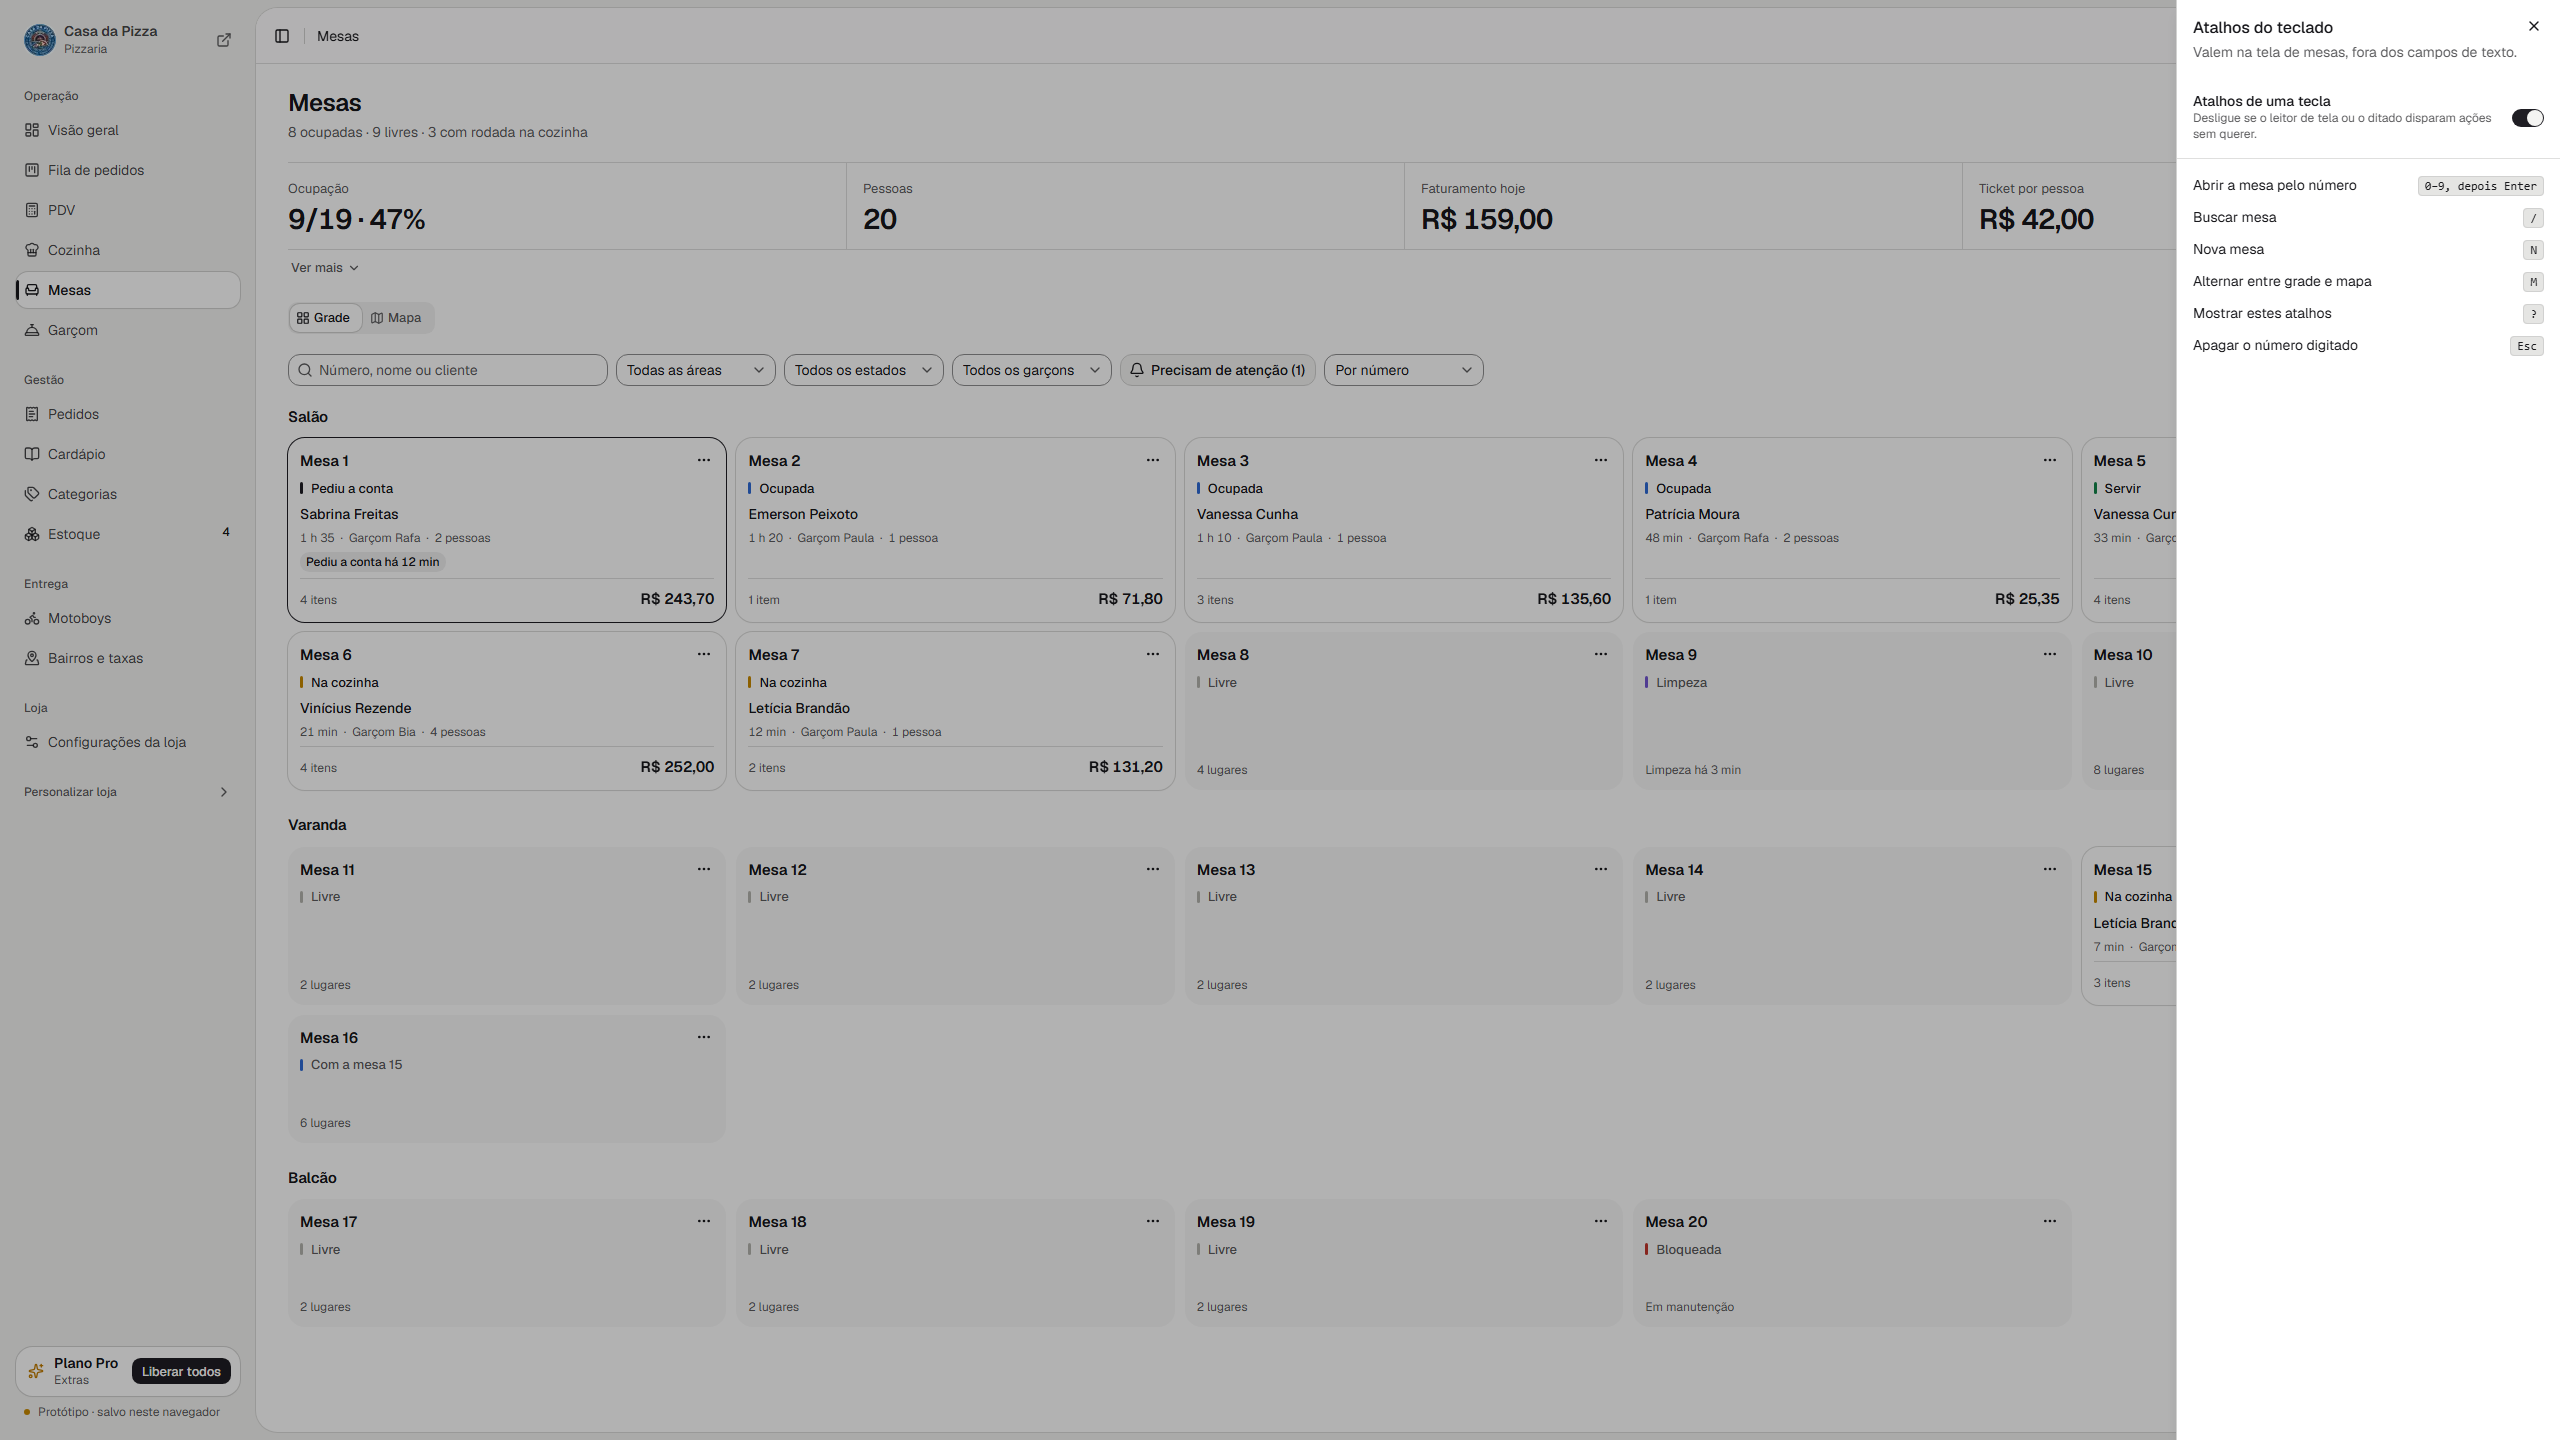 Casa da Pizza
Pizzaria
Operação
Visão geral
Fila de pedidos
PDV
Cozinha
Mesas
Garçom
Gestão
Pedidos
Cardápio
Categorias
Estoque 4
Entrega
Motoboys
Bairros e taxas
Loja
Configurações da loja
Personalizar loja
Plano Pro
Extras
Liberar todos
Protótipo · salvo neste navegador
Mesas
Mesas
8 ocupadas · 9 livres · 3 com rodada na cozinha
Ocupação
9/19 · 47%
Pessoas
20
Faturamento hoje
R$ 159,00
Ticket por pessoa
R$ 42,00
Ver mais
Grade Mapa
Número, nome ou cliente
Todas as áreas
Todos os estados
Todos os garçons
Precisam de atenção (1)
Por número
Salão
Mesa 1
Pediu a conta
Sabrina Freitas
1 h 35 · Garçom Rafa · 2 pessoas
Pediu a conta há 12 min
4 itens R$ 243,70
Mesa 2
Ocupada
Emerson Peixoto
1 h 20 · Garçom Paula · 1 pessoa
1 item R$ 71,80
Mesa 3
Ocupada
Vanessa Cunha
1 h 10 · Garçom Paula · 1 pessoa
3 itens R$ 135,60
Mesa 4
Ocupada
Patrícia Moura
48 min · Garçom Rafa · 2 pessoas
1 item R$ 25,35
Mesa 5
Servir
Vanessa Cu
33 min · Garç
4 itens
Mesa 6
Na cozinha
Vinícius Rezende
21 min · Garçom Bia · 4 pessoas
4 itens R$ 252,00
Mesa 7
Na cozinha
Letícia Brandão
12 min · Garçom Paula · 1 pessoa
2 itens R$ 131,20
Mesa 8
Livre
4 lugares
Mesa 9
Limpeza
Limpeza há 3 min
Mesa 10
Livre
8 lugares
Varanda
Mesa 11
Livre
2 lugares
Mesa 12
Livre
2 lugares
Mesa 13
Livre
2 lugares
Mesa 14
Livre
2 lugares
Mesa 15
Na cozinha
Letícia Bran
7 min · Garço
3 itens
Mesa 16
Com a mesa 15
6 lugares
Balcão
Mesa 17
Livre
2 lugares
Mesa 18
Livre
2 lugares
Mesa 19
Livre
2 lugares
Mesa 20
Bloqueada
Em manutenção
Atalhos do teclado
Valem na tela de mesas, fora dos campos de texto.
Atalhos de uma tecla
Desligue se o leitor de tela ou o ditado disparam ações
sem querer.
Abrir a mesa pelo número 0–9, depois Enter
Buscar mesa /
Nova mesa N
Alternar entre grade e mapa M
Mostrar estes atalhos ?
Apagar o número digitado Esc